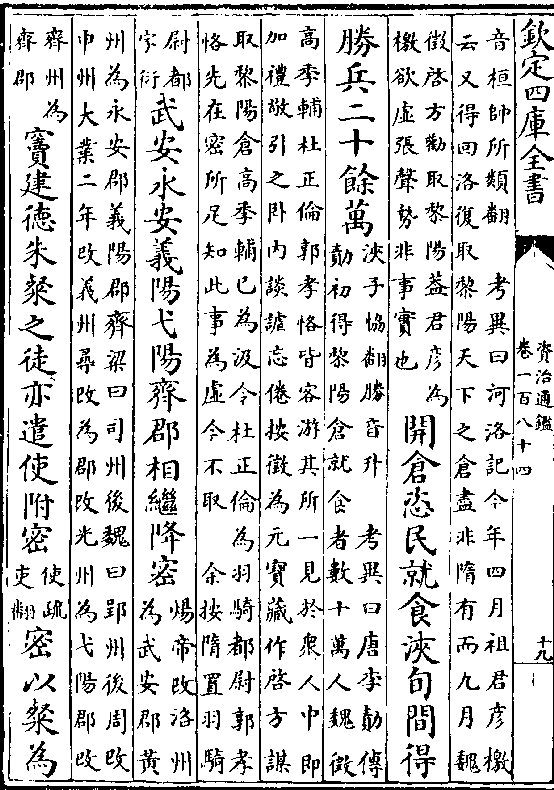 欽定四庫全書
資治通鑑
卷一百八十四
十九
音桓帥所類翻 考異曰河洛記今年四月祖君彦檄
云又得回洛復取黎陽天下之倉盡非隋有而九月魏
徴啓方勸取黎陽葢君彦為
檄欲虚張聲勢非事實也
開倉恣民就食浹旬間得
勝兵二十餘萬
浹子協翻勝音升 考異曰唐李勣傳
勣初得黎陽倉就食者數十萬人魏徴
高季輔杜正倫郭孝恪皆客游其所一見於衆人中即
加禮敬引之卧内談謔忘倦按徴為元寶藏作啓方謀
取黎陽倉高季輔已為汲令杜正倫為羽騎都尉郭孝
恪先在密所足知此事為虚今不取 余按隋置羽騎
尉都
字衍
武安永安義陽弋陽齊郡相繼降密
煬帝改洛州
為武安郡黄
州為永安郡義陽郡齊梁曰司州後魏曰郢州後周改
申州大業二年改義州尋改為郡改光州為弋陽郡改
齊州為
齊郡
竇建德朱粲之徒亦遣使附密
使疏
吏翻
密以粲為